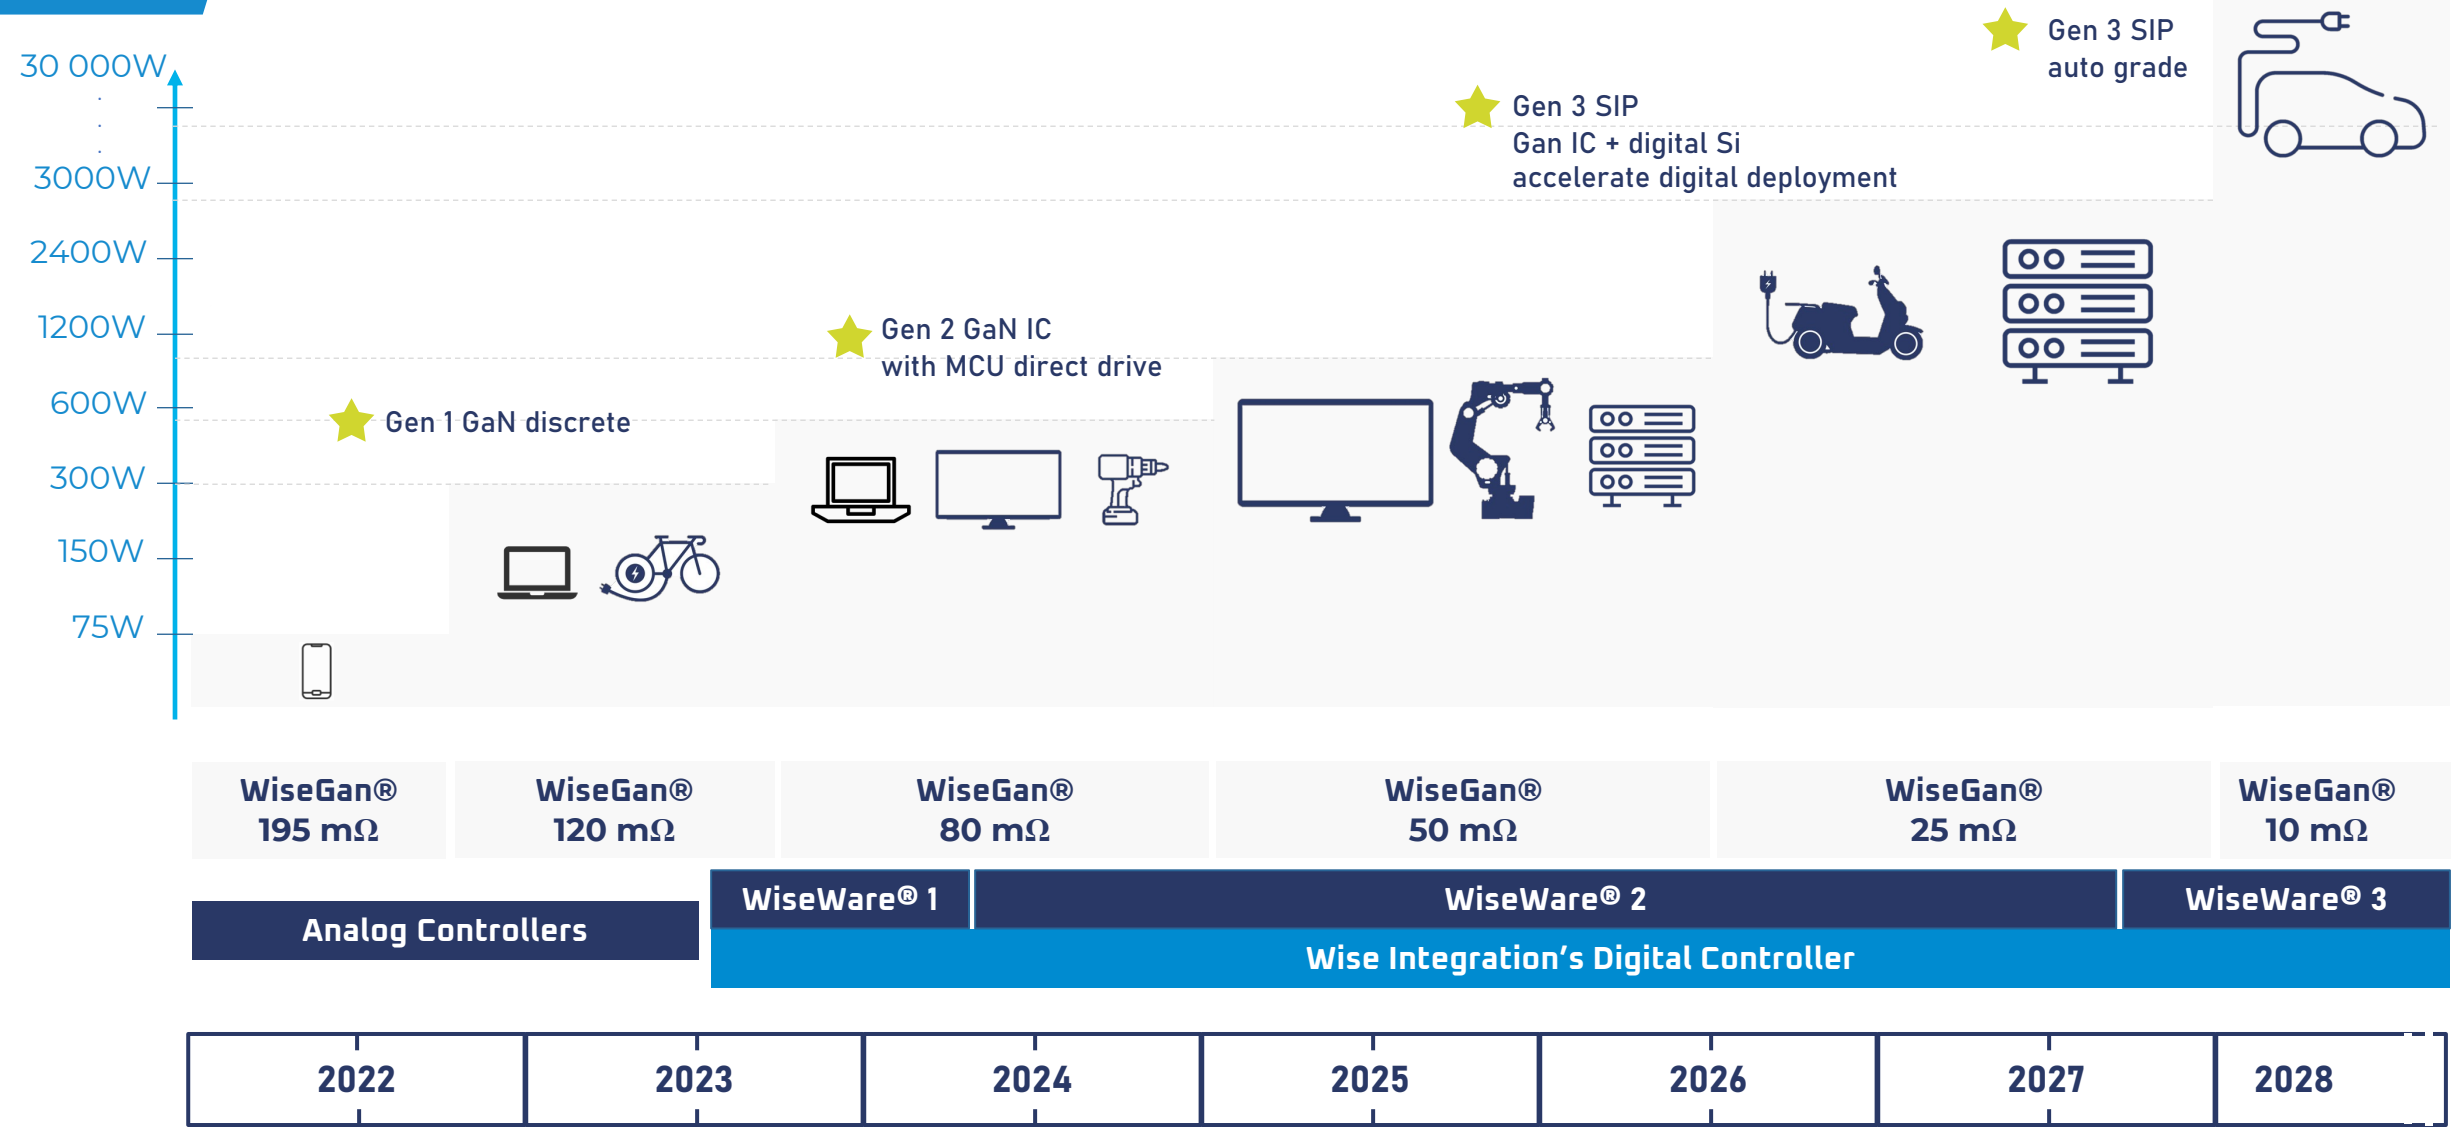 30 000W
.
.
.
3000W
2400W
1200W
600W
300W
150W
75W
Gen 3 SIP
auto grade
Gen 3 SIP
Gan IC + digital Si
accelerate digital deployment
Gen 2 GaN IC
with MCU direct drive
Gen 1 GaN discrete
WiseGan®
195 mΩ
WiseGan®
120 mΩ
WiseGan®
80 mΩ
WiseGan®
50 mΩ
WiseGan®
25 mΩ
WiseGan®
10 mΩ
Analog Controllers
WiseWare® 1
WiseWare® 2
WiseWare® 3
Wise Integration’s Digital Controller
2022
2023
2024
2025
2026
2027
2028